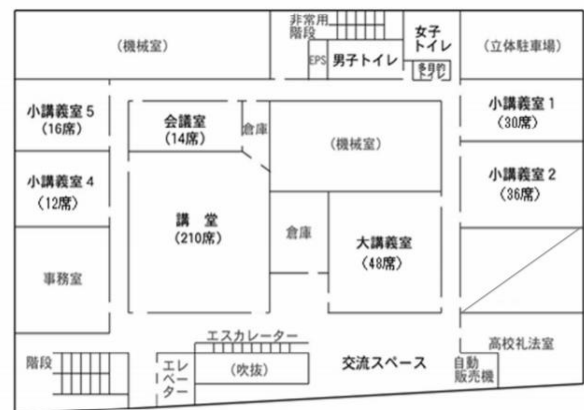 (機械室)
非常用
階段
EPS
男子トイレ
女子
トイレ
多目的
トイレ
(立体駐車場)
小講義室5
(16席)
会議室
(14席)
倉庫
(機械室)
小講義室1
(30席)
小講義室4
(12席)
小講義室2
(36席)
講 堂
(210席)
倉庫
大講義室
(48席)
事務室
階段
エレ
ベー
ター
エスカレーター
(吹抜)
交流スペース
自動
販売機
高校礼法室